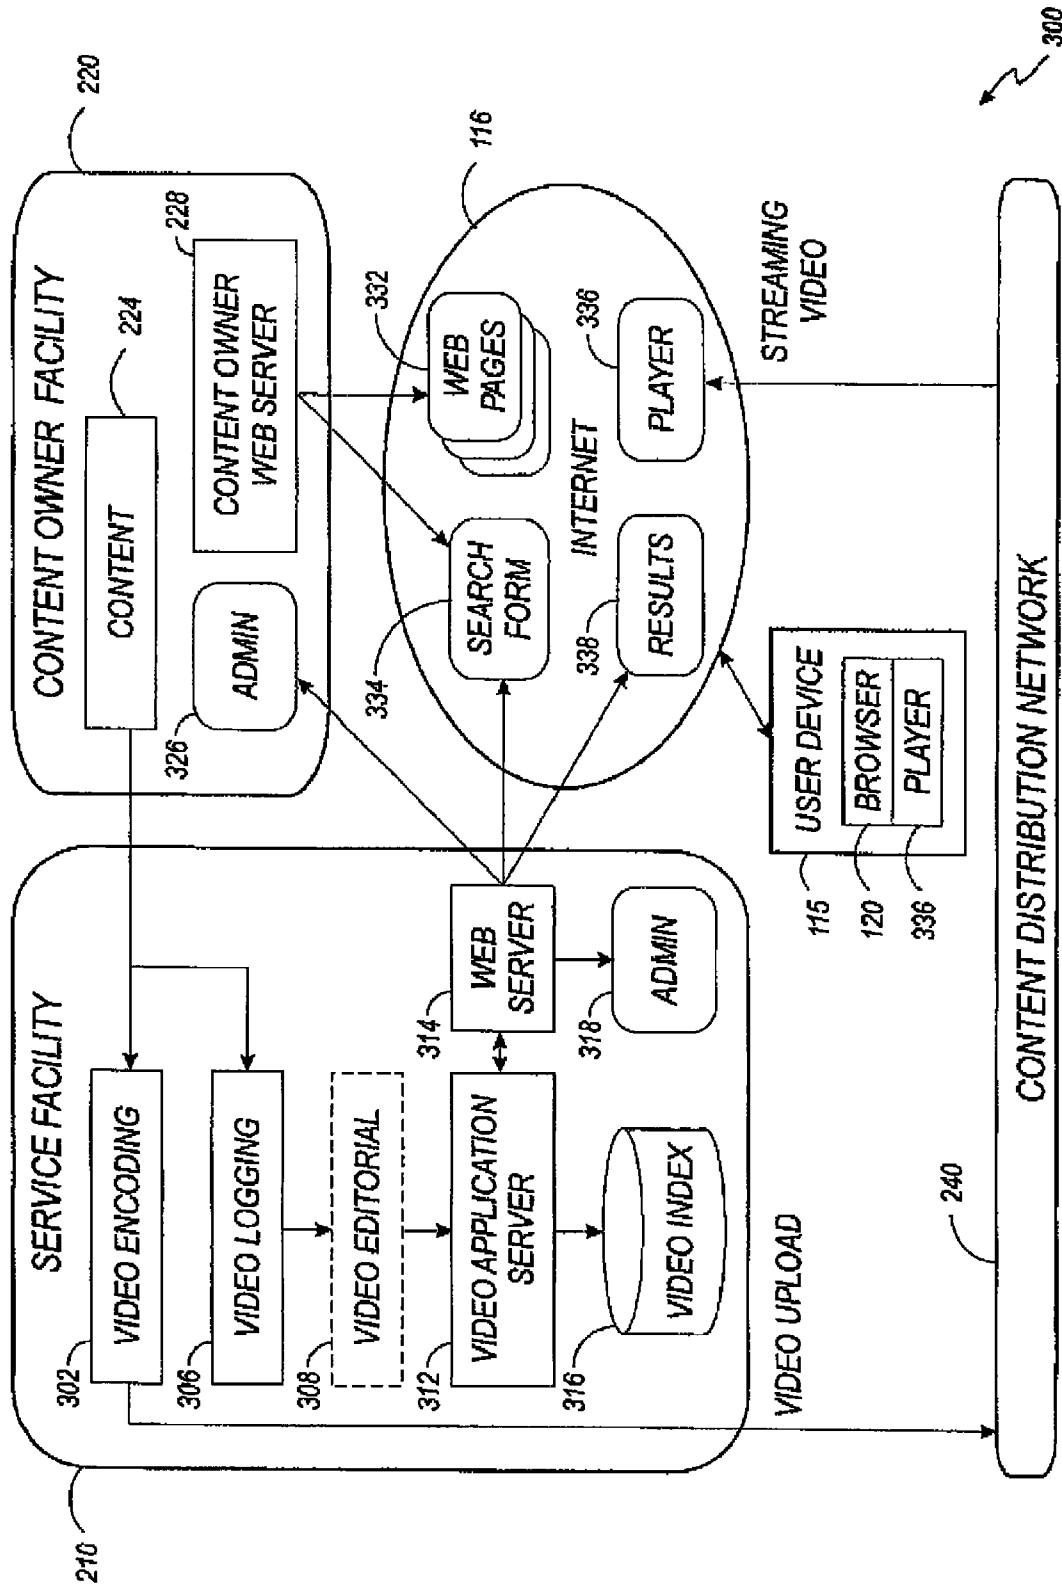 210
SERVICE FACILITY
302
VIDEO ENCODING
306
VIDEO LOGGING
308
VIDEO EDITORIAL
312
VIDEO APPLICATION
SERVER
316
VIDEO INDEX
314
WEB
SERVER
318
ADMIN
220
CONTENT OWNER FACILITY
224
CONTENT
326
ADMIN
228
CONTENT OWNER
WEB SERVER
116
334
SEARCH
FORM
332
WEB
PAGES
INTERNET
338
RESULTS
336
PLAYER
115
USER DEVICE
120
BROWSER
336
PLAYER
VIDEO UPLOAD
STREAMING
VIDEO
240
CONTENT DISTRIBUTION NETWORK
300